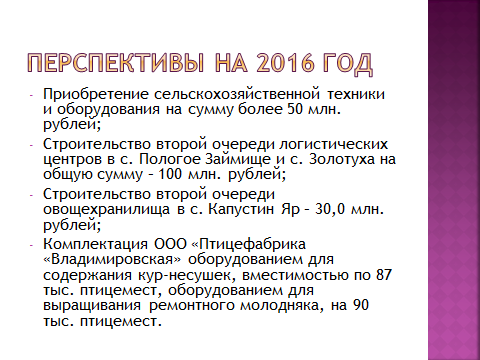 ПЕРСПЕКТИВЫ НА 2016 ГОД
- Приобретение сельскохозяйственной техники
и оборудования на сумму более 50 млн.
рублей;
- Строительство второй очереди логистических
центров в с. Пологое Займище и с. Золотуха на
общую сумму – 100 млн. рублей;
- Строительство второй очереди
овощехранилища в с. Капустин Яр – 30,0 млн.
рублей;
- Комплектация ООО «Птицефабрика
«Владимировская» оборудованием для
содержания кур-несушек, вместимостью по 87
тыс. птицемест, оборудованием для
выращивания ремонтного молодняка, на 90
тыс. птицемест.